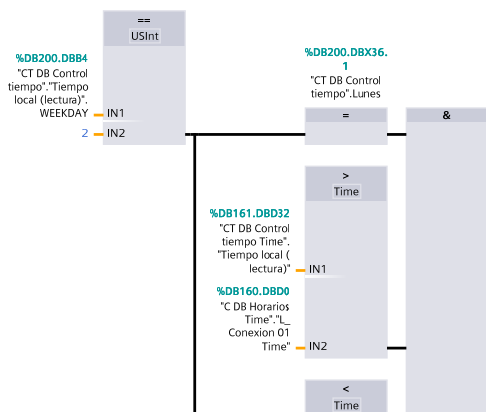 ==
USInt
%DB200.DBB4
"CT DB Control
tiempo"."Tiempo
local (lectura)".
WEEKDAY
IN1
2
IN2
%DB200.DBX36.
1
"CT DB Control
tiempo".Lunes
=
&
>
Time
%DB161.DBD32
"CT DB Control
tiempo Time".
"Tiempo local (
lectura)"
IN1
%DB160.DBD0
"C DB Horarios
Time"."L_
Conexion 01
Time"
IN2
<
Time